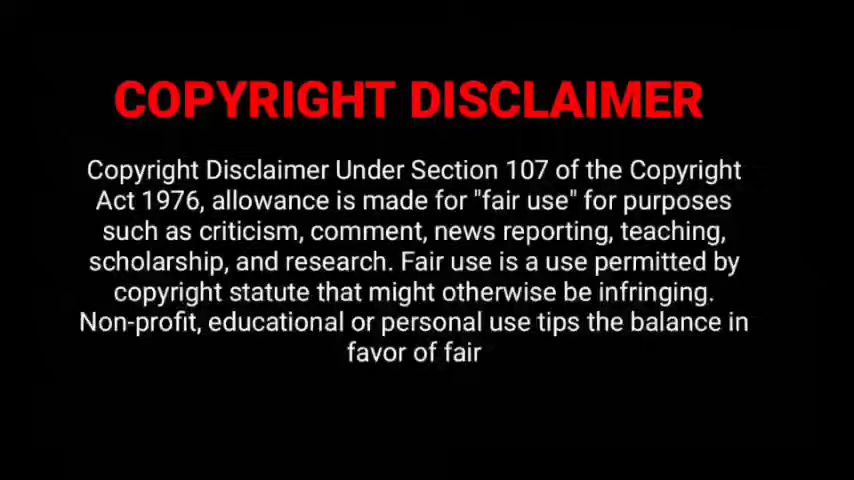 COPYRIGHT DISCLAIMER
Copyright Disclaimer Under Section 107 of the Copyright
Act 1976, allowance is made for "fair use" for purposes
such as criticism, comment, news reporting, teaching,
scholarship, and research. Fair use is a use permitted by
copyright statute that might otherwise be infringing.
Non-profit, educational or personal use tips the balance in
favor of fair